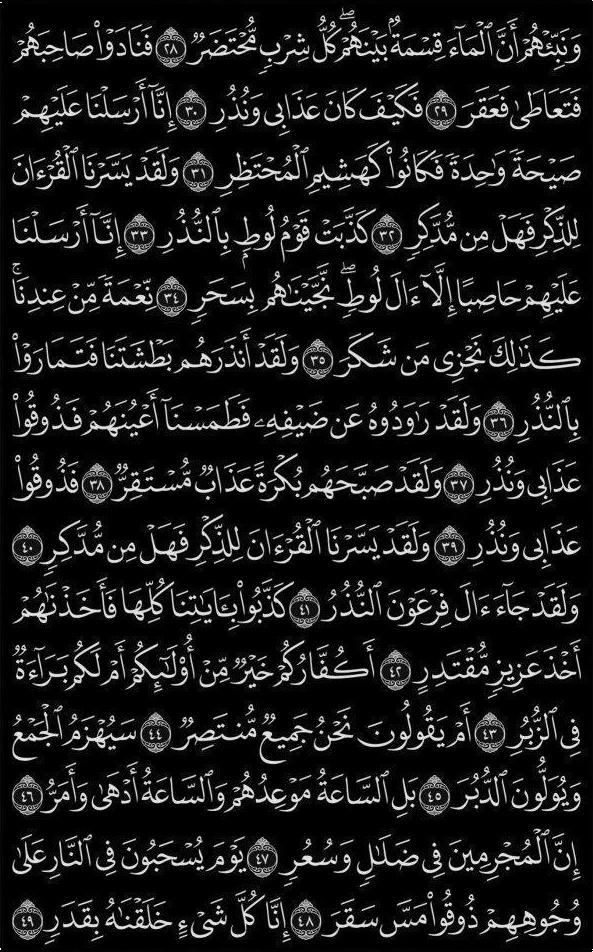 وَنَبِّئْهُمْ أَنَّ ٱلْمَآءَ قِسْمَةٌۢ بَيْنَهُمْ ۖ كُلُّ شِرْبٍ مُّحْتَضَرٌ ٢٨ فَنَادَوْا۟ صَاحِبَهُمْ
فَتَعَاطَىٰ فَعَقَرَ ٢٩ فَكَيْفَ كَانَ عَذَابِى وَنُذُرِ ٣٠ إِنَّآ أَرْسَلْنَا عَلَيْهِمْ
صَيْحَةً وَٰحِدَةً فَكَانُوا۟ كَهَشِيمِ ٱلْمُحْتَظِرِ ٣١ وَلَقَدْ يَسَّرْنَا ٱلْقُرْءَانَ
لِلذِّكْرِ فَهَلْ مِن مُّدَّكِرٍ ٣٢ كَذَّبَتْ قَوْمُ لُوطٍۭ بِٱلنُّذُرِ ٣٣ إِنَّآ أَرْسَلْنَا
عَلَيْهِمْ حَاصِبًا إِلَّآ ءَالَ لُوطٍ ۖ نَّجَّيْنَٰهُم بِسَحَرٍ ٣٤ نِّعْمَةً مِّنْ عِندِنَا ۚ
كَذَٰلِكَ نَجْزِى مَن شَكَرَ ٣٥ وَلَقَدْ أَنذَرَهُم بَطْشَتَنَا فَتَمَارَوْا۟
بِٱلنُّذُرِ ٣٦ وَلَقَدْ رَٰوَدُوهُ عَن ضَيْفِهِۦ فَطَمَسْنَآ أَعْيُنَهُمْ فَذُوقُوا۟
عَذَابِى وَنُذُرِ ٣٧ وَلَقَدْ صَبَّحَهُم بُكْرَةً عَذَابٌ مُّسْتَقِرٌّ ٣٨ فَذُوقُوا۟
عَذَابِى وَنُذُرِ ٣٩ وَلَقَدْ يَسَّرْنَا ٱلْقُرْءَانَ لِلذِّكْرِ فَهَلْ مِن مُّدَّكِرٍ ٤٠
وَلَقَدْ جَآءَ ءَالَ فِرْعَوْنَ ٱلنُّذُرُ ٤١ كَذَّبُوا۟ بِـَٔايَٰتِنَا كُلِّهَا فَأَخَذْنَٰهُمْ
أَخْذَ عَزِيزٍ مُّقْتَدِرٍ ٤٢ أَكُفَّارُكُمْ خَيْرٌ مِّنْ أُو۟لَٰٓئِكُمْ أَمْ لَكُم بَرَآءَةٌ
فِى ٱلزُّبُرِ ٤٣ أَمْ يَقُولُونَ نَحْنُ جَمِيعٌ مُّنتَصِرٌ ٤٤ سَيُهْزَمُ ٱلْجَمْعُ
وَيُوَلُّونَ ٱلدُّبُرَ ٤٥ بَلِ ٱلسَّاعَةُ مَوْعِدُهُمْ وَٱلسَّاعَةُ أَدْهَىٰ وَأَمَرُّ ٤٦
إِنَّ ٱلْمُجْرِمِينَ فِى ضَلَٰلٍ وَسُعُرٍ ٤٧ يَوْمَ يُسْحَبُونَ فِى ٱلنَّارِ عَلَىٰ
وُجُوهِهِمْ ذُوقُوا۟ مَسَّ سَقَرَ ٤٨ إِنَّا كُلَّ شَىْءٍ خَلَقْنَٰهُ بِقَدَرٍ ٤٩